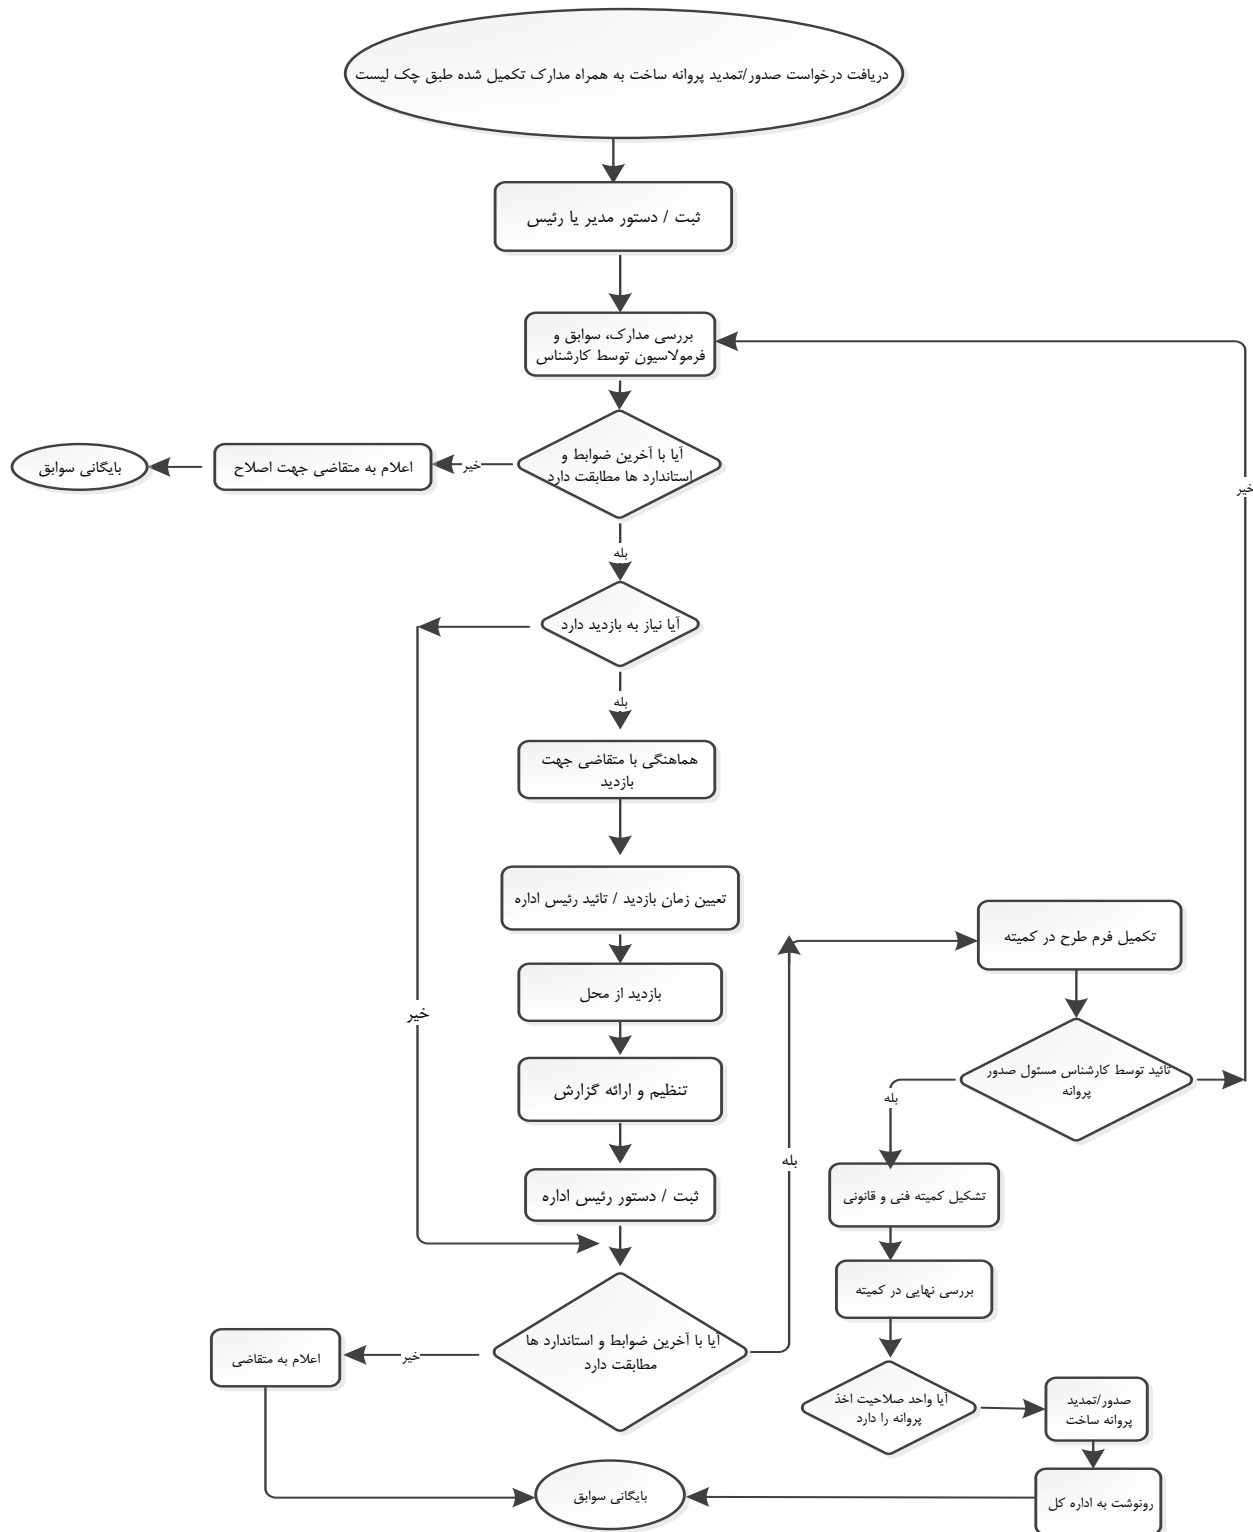 دریافت درخواست صدور/تمدید پروانه ساخت به همراه مدارک تکمیل شده طبق چک لیست
ثبت / دستور مدیر یا رئیس
بررسی مدارک، سوابق و
فرمولاسیون توسط کارشناس
آیا با آخرین ضوابط و
استاندارد ها مطابقت دارد
خیر
اعلام به متقاضی جهت اصلاح
بایگانی سوابق
بله
آیا نیاز به بازدید دارد
بله
هماهنگی با متقاضی جهت
بازدید
تعیین زمان بازدید / تائید رئیس اداره
بازدید از محل
خیر
تنظیم و ارائه گزارش
ثبت / دستور رئیس اداره
آیا با آخرین ضوابط و استاندارد ها
مطابقت دارد
خیر
اعلام به متقاضی
بله
تکمیل فرم طرح در کمیته
تائید توسط کارشناس مسئول صدور
پروانه
خیر
بله
تشکیل کمیته فنی و قانونی
بررسی نهایی در کمیته
آیا واحد صلاحیت اخذ
پروانه را دارد
صدور/تمدید
پروانه ساخت
رونوشت به اداره کل
بایگانی سوابق